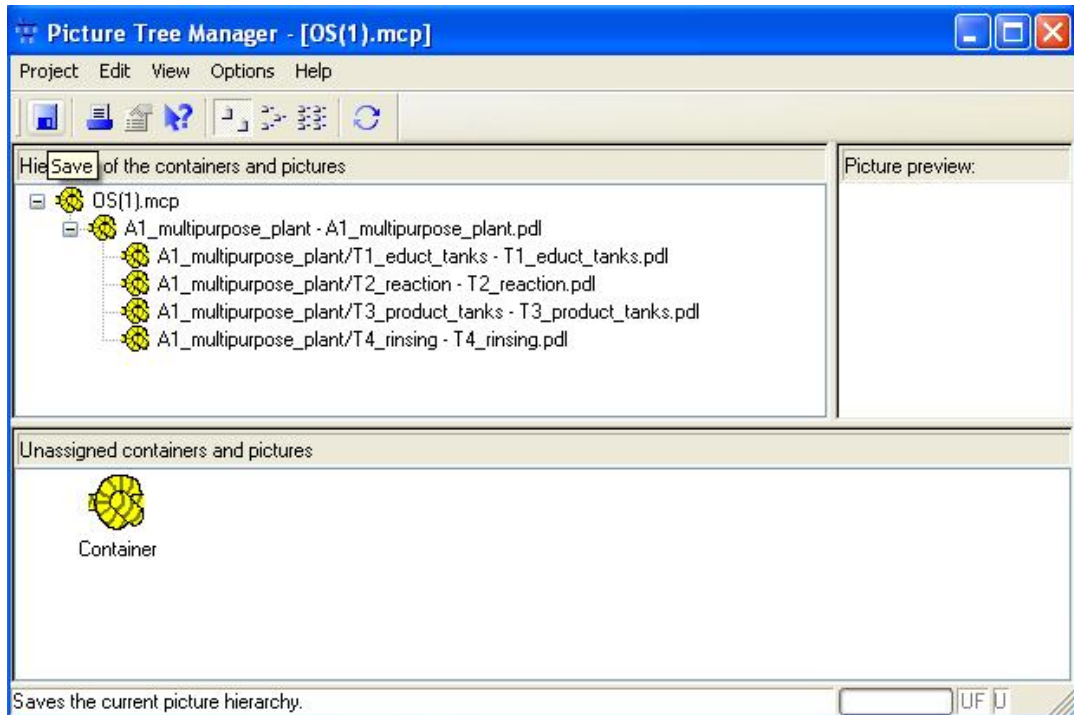 Picture Tree Manager - [OS(1).mcp]
Project Edit View Options Help
Hie Save of the containers and pictures
Picture preview:
OS(1).mcp
A1_multipurpose_plant - A1_multipurpose_plant.pdl
A1_multipurpose_plant/T1_educt_tanks - T1_educt_tanks.pdl
A1_multipurpose_plant/T2_reaction - T2_reaction.pdl
A1_multipurpose_plant/T3_product_tanks - T3_product_tanks.pdl
A1_multipurpose_plant/T4_rinsing - T4_rinsing.pdl
Unassigned containers and pictures
Container
Saves the current picture hierarchy.
UF U